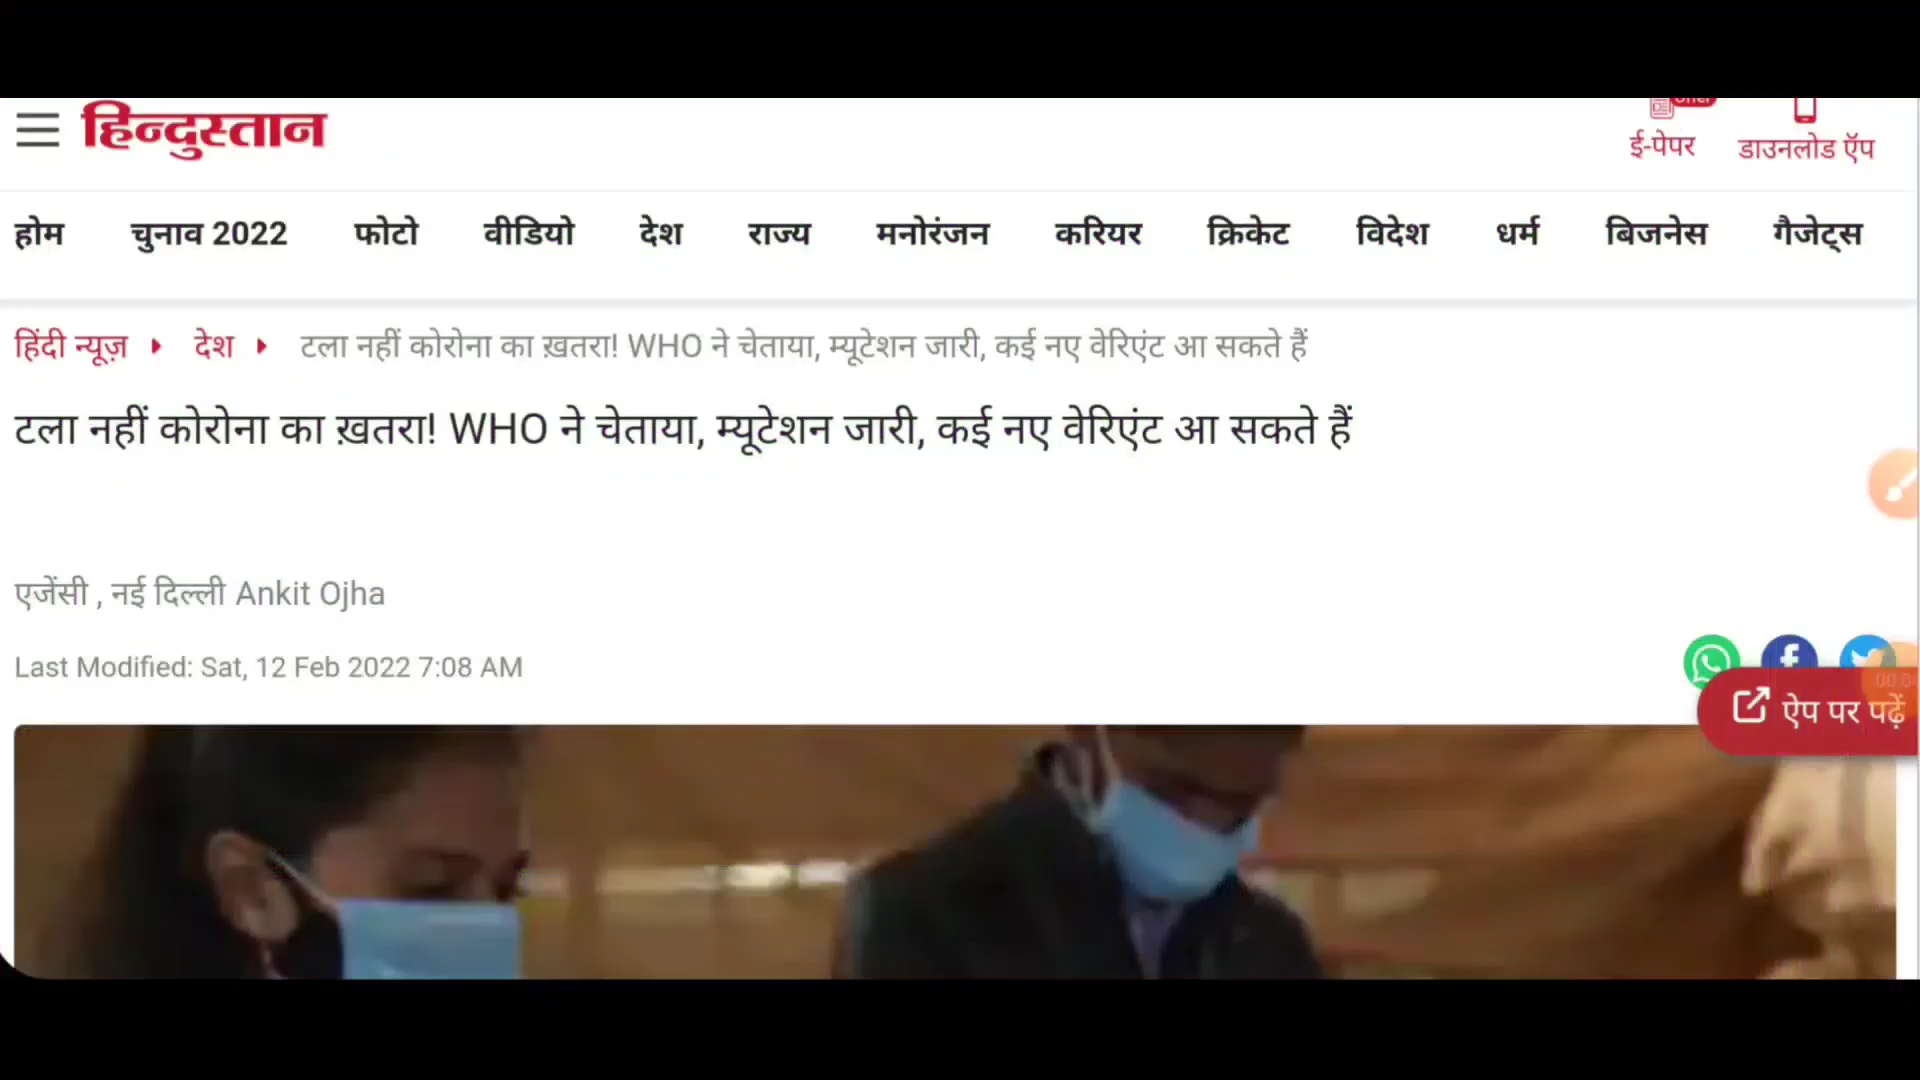 हिन्दुस्तान
ई-पेपर
डाउनलोड ऍप
होम चुनाव 2022 फोटो वीडियो देश राज्य मनोरंजन करियर क्रिकेट विदेश धर्म बिजनेस गैजेट्स
हिंदी न्यूज़ देश टला नहीं कोरोना का ख़तरा! WHO ने चेताया, म्यूटेशन जारी, कई नए वेरिएंट आ सकते हैं
टला नहीं कोरोना का ख़तरा! WHO ने चेताया, म्यूटेशन जारी, कई नए वेरिएंट आ सकते हैं
एजेंसी , नई दिल्ली Ankit Ojha
Last Modified: Sat, 12 Feb 2022 7:08 AM
ऐप पर पढ़ें